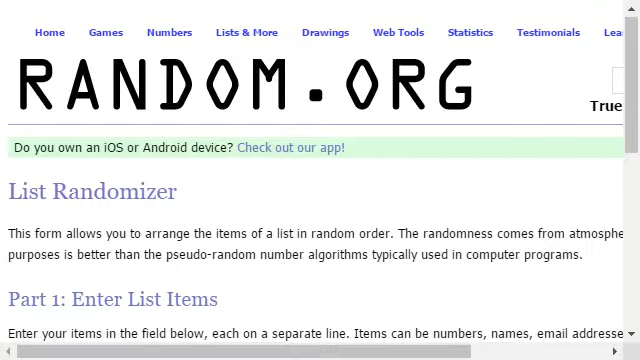 Home Games Numbers Lists & More Drawings Web Tools Statistics Testimonials
RANDOM.ORG
True
Do you own an iOS or Android device? Check out our app!
List Randomizer
This form allows you to arrange the items of a list in random order. The randomness comes from
purposes is better than the pseudo-random number algorithms typically used in computer programs.
Part 1: Enter List Items
Enter your items in the field below, each on a separate line. Items can be numbers, names, email